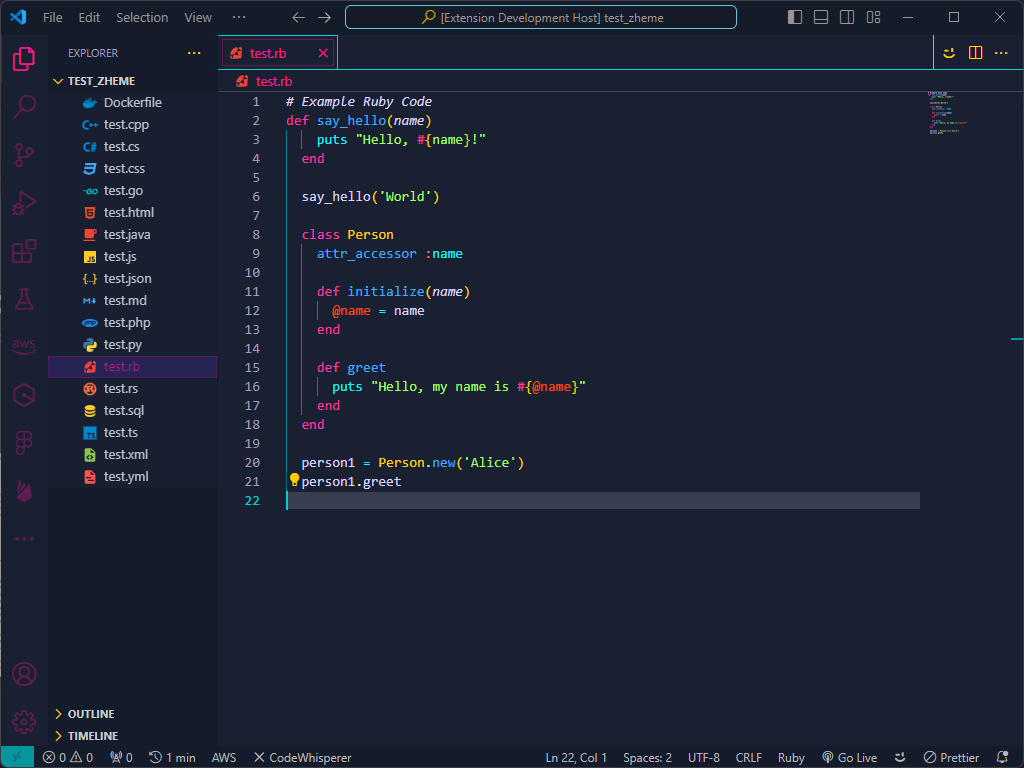 File Edit Selection View ··· [Extension Development Host] test_zheme
EXPLORER ···
TEST_ZHEME
Dockerfile
test.cpp
test.cs
test.css
test.go
test.html
test.java
test.js
test.json
test.md
test.php
test.py
test.rb
test.rs
test.sql
test.ts
test.xml
test.yml
OUTLINE
TIMELINE
aws
test.rb
test.rb
1 # Example Ruby Code
2 def say_hello(name)
3 puts "Hello, #{name}!"
4 end
5
6 say_hello('World')
7
8 class Person
9 attr_accessor :name
10
11 def initialize(name)
12 @name = name
13 end
14
15 def greet
16 puts "Hello, my name is #{@name}"
17 end
18 end
19
20 person1 = Person.new('Alice')
21 person1.greet
22
0 0 0 1 min AWS CodeWhisperer Ln 22, Col 1 Spaces: 2 UTF-8 CRLF Ruby Go Live Prettier